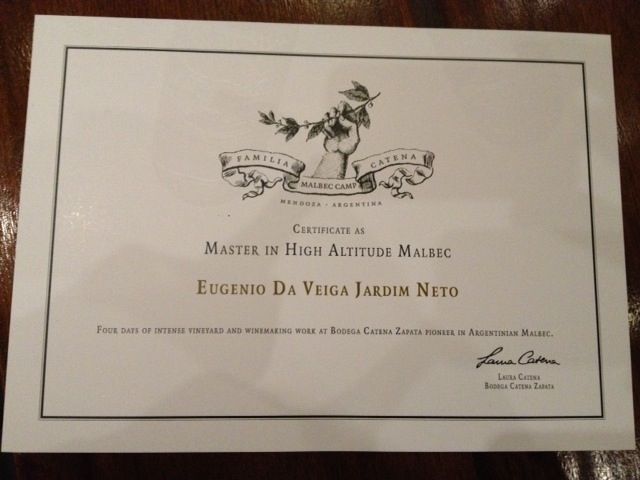 FAMILIA CATENA
MALBEC CAMP
MENDOZA · ARGENTINA
CERTIFICATE AS
MASTER IN HIGH ALTITUDE MALBEC
EUGENIO DA VEIGA JARDIM NETO
FOUR DAYS OF INTENSE VINEYARD AND WINEMAKING WORK AT BODEGA CATENA ZAPATA PIONEER IN ARGENTINIAN MALBEC.
Laura Catena
LAURA CATENA
BODEGA CATENA ZAPATA